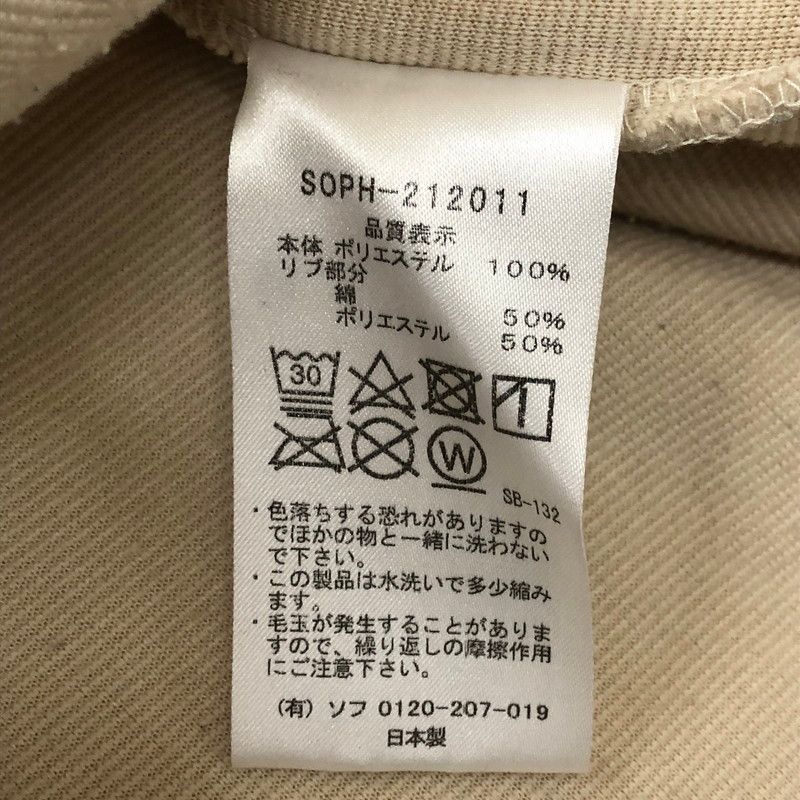 SOPH-212011
品質表示
本体 ポリエステル 100%
リブ部分
綿 50%
ポリエステル 50%
30
W
SB-132
・色落ちする恐れがありますの
でほかの物と一緒に洗わない
で下さい。
・この製品は水洗いで多少縮み
ます。
・毛玉が発生することがありま
すので、繰り返しの摩擦作用
にご注意下さい。
(有) ソフ 0120-207-019
日本製